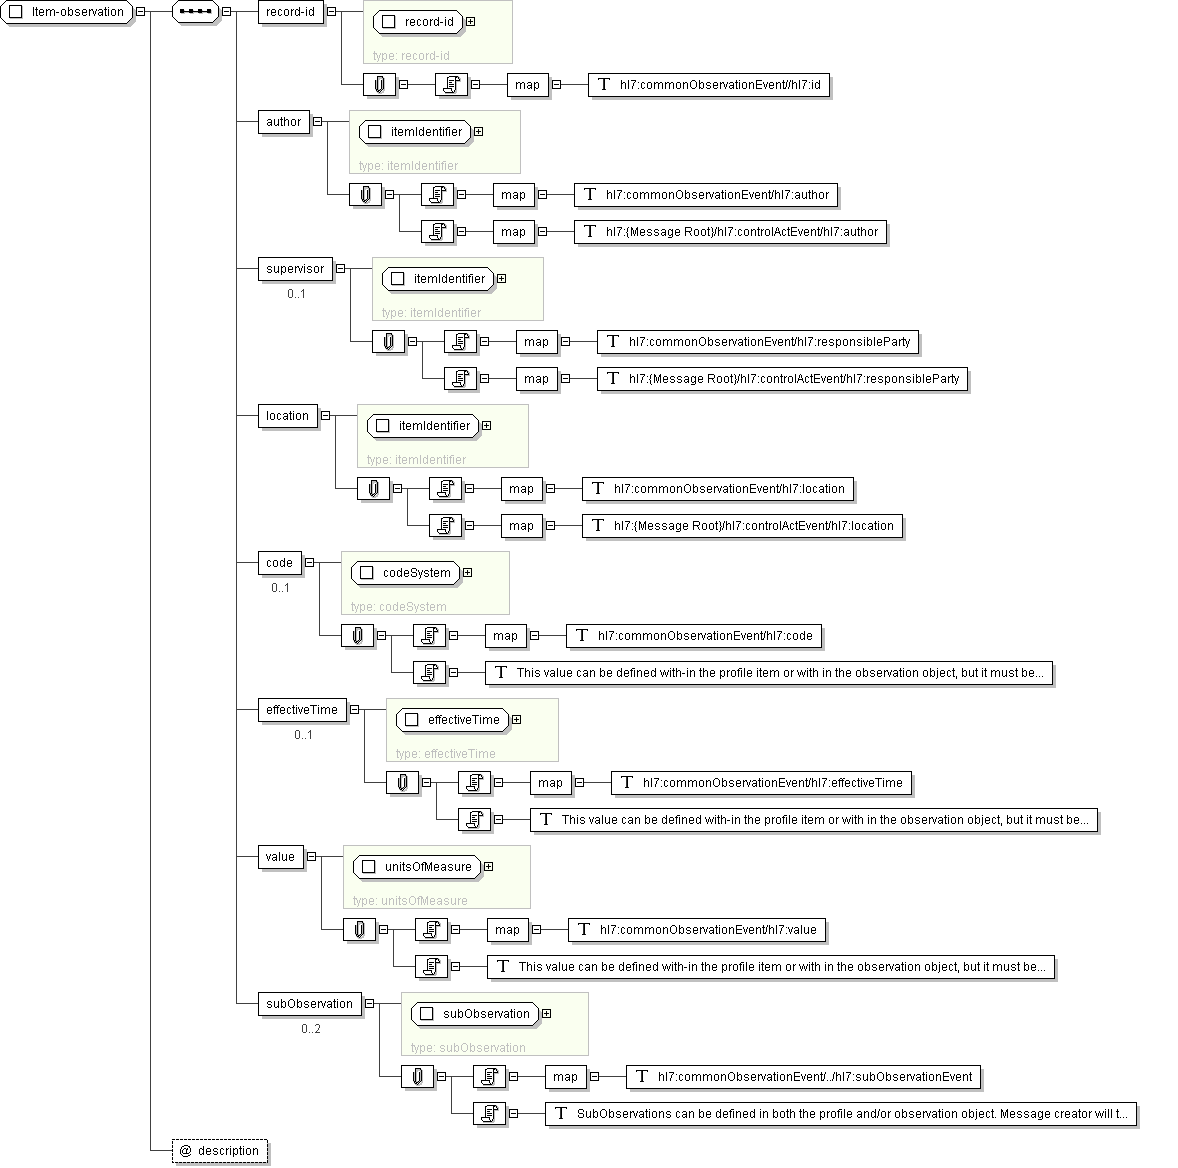 Item-observation
record-id
record-id
type: record-id
map
T hl7:commonObservationEvent//hl7:id
author
itemIdentifier
type: itemIdentifier
map
T hl7:commonObservationEvent/hl7:author
map
T hl7:{Message Root}/hl7:controlActEvent/hl7:author
supervisor
0..1
itemIdentifier
type: itemIdentifier
map
T hl7:commonObservationEvent/hl7:responsibleParty
map
T hl7:{Message Root}/hl7:controlActEvent/hl7:responsibleParty
location
itemIdentifier
type: itemIdentifier
map
T hl7:commonObservationEvent/hl7:location
map
T hl7:{Message Root}/hl7:controlActEvent/hl7:location
code
0..1
codeSystem
type: codeSystem
map
T hl7:commonObservationEvent/hl7:code
T This value can be defined with-in the profile item or with in the observation object, but it must be...
effectiveTime
0..1
effectiveTime
type: effectiveTime
map
T hl7:commonObservationEvent/hl7:effectiveTime
T This value can be defined with-in the profile item or with in the observation object, but it must be...
value
unitsOfMeasure
type: unitsOfMeasure
map
T hl7:commonObservationEvent/hl7:value
T This value can be defined with-in the profile item or with in the observation object, but it must be...
subObservation
0..2
subObservation
type: subObservation
map
T hl7:commonObservationEvent/../hl7:subObservationEvent
T SubObservations can be defined in both the profile and/or observation object. Message creator will t...
@ description